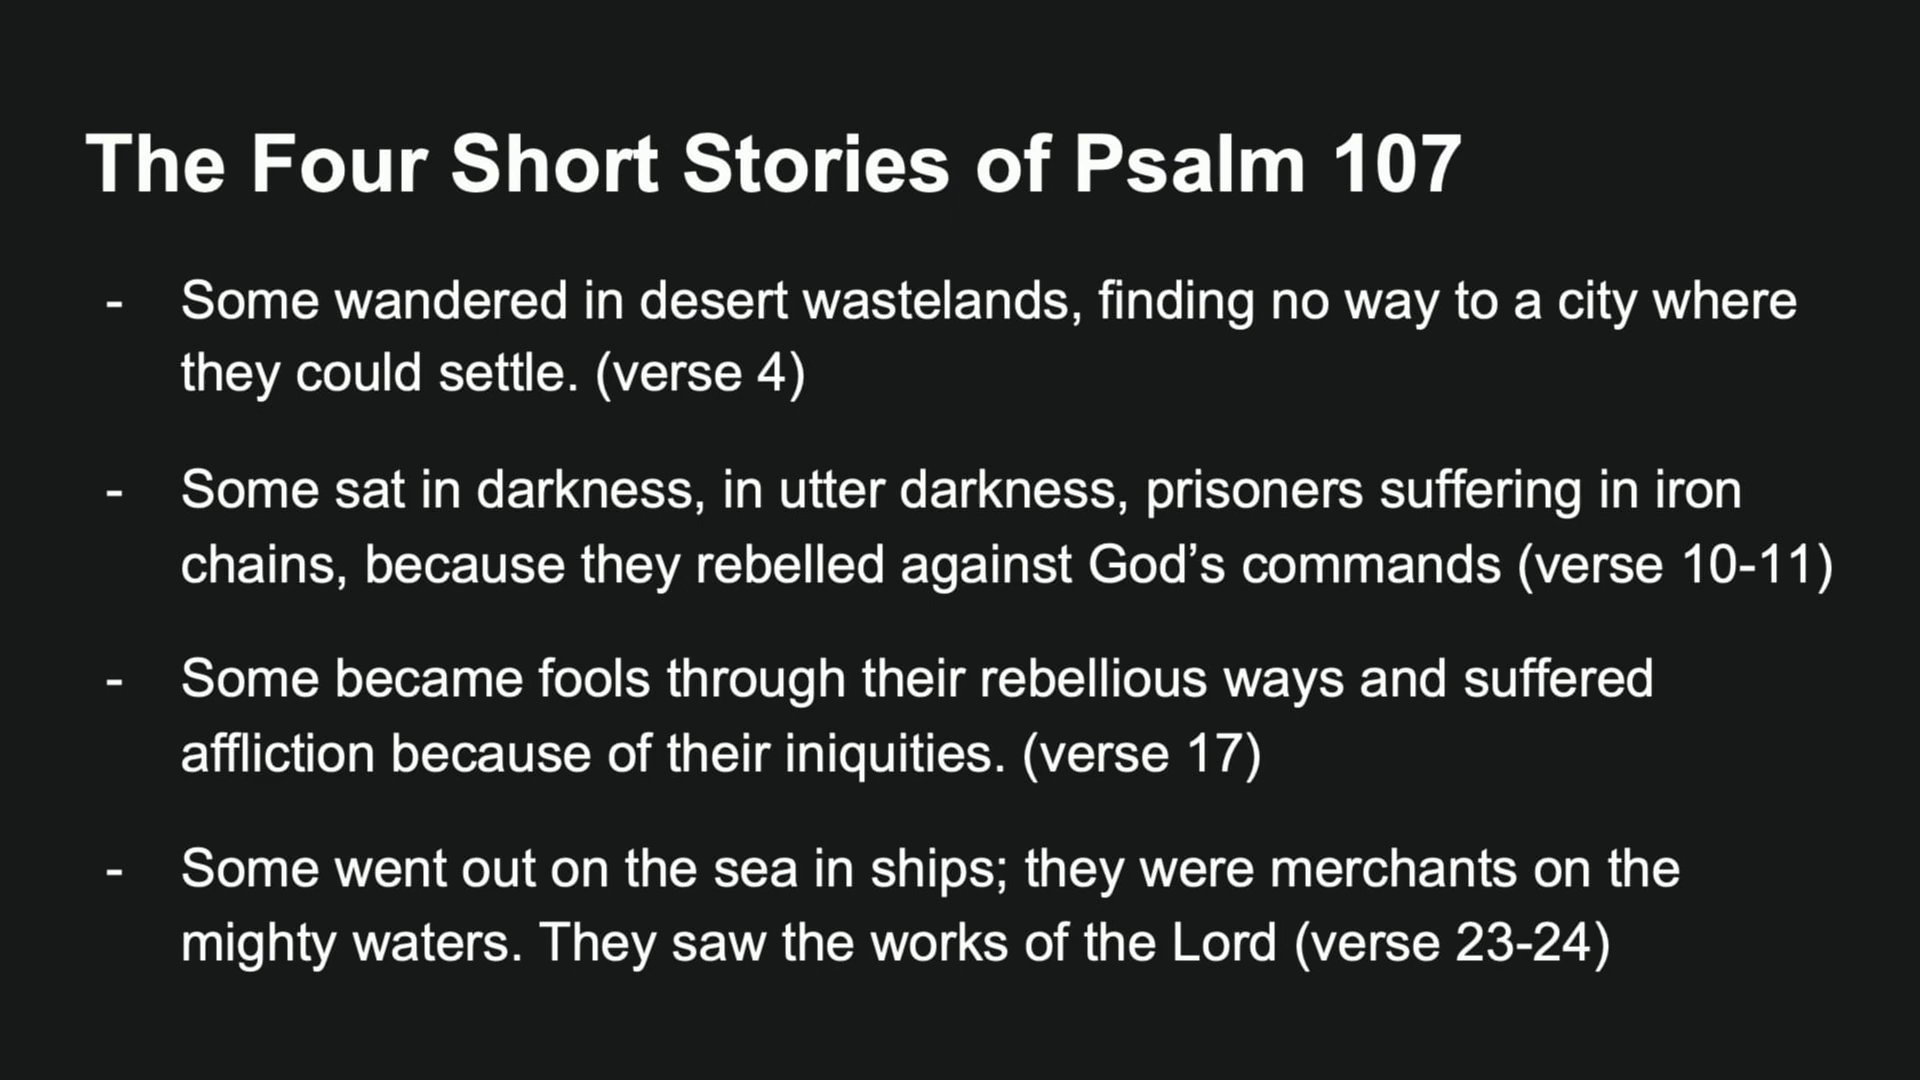 The Four Short Stories of Psalm 107
- Some wandered in desert wastelands, finding no way to a city where
they could settle. (verse 4)
- Some sat in darkness, in utter darkness, prisoners suffering in iron
chains, because they rebelled against God’s commands (verse 10-11)
- Some became fools through their rebellious ways and suffered
affliction because of their iniquities. (verse 17)
- Some went out on the sea in ships; they were merchants on the
mighty waters. They saw the works of the Lord (verse 23-24)